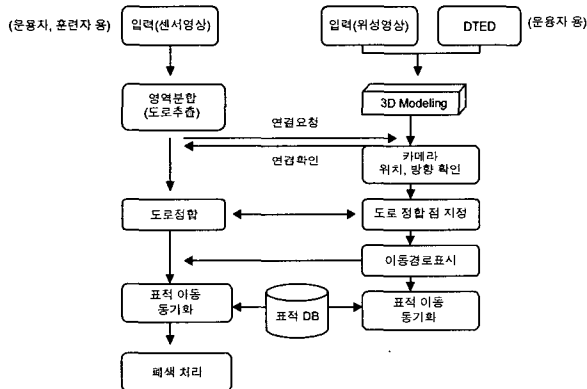 (운용자, 훈련자 용)
입력(센서영상)
입력(위성영상)
DTED
(운용자 용)
영역분할
(도로추출)
3D Modeling
연결요청
연결확인
카메라
위치, 방향 확인
도로정합
도로 정합 점 지정
이동경로표시
표적 이동
동기화
표적 DB
표적 이동
동기화
폐색 처리